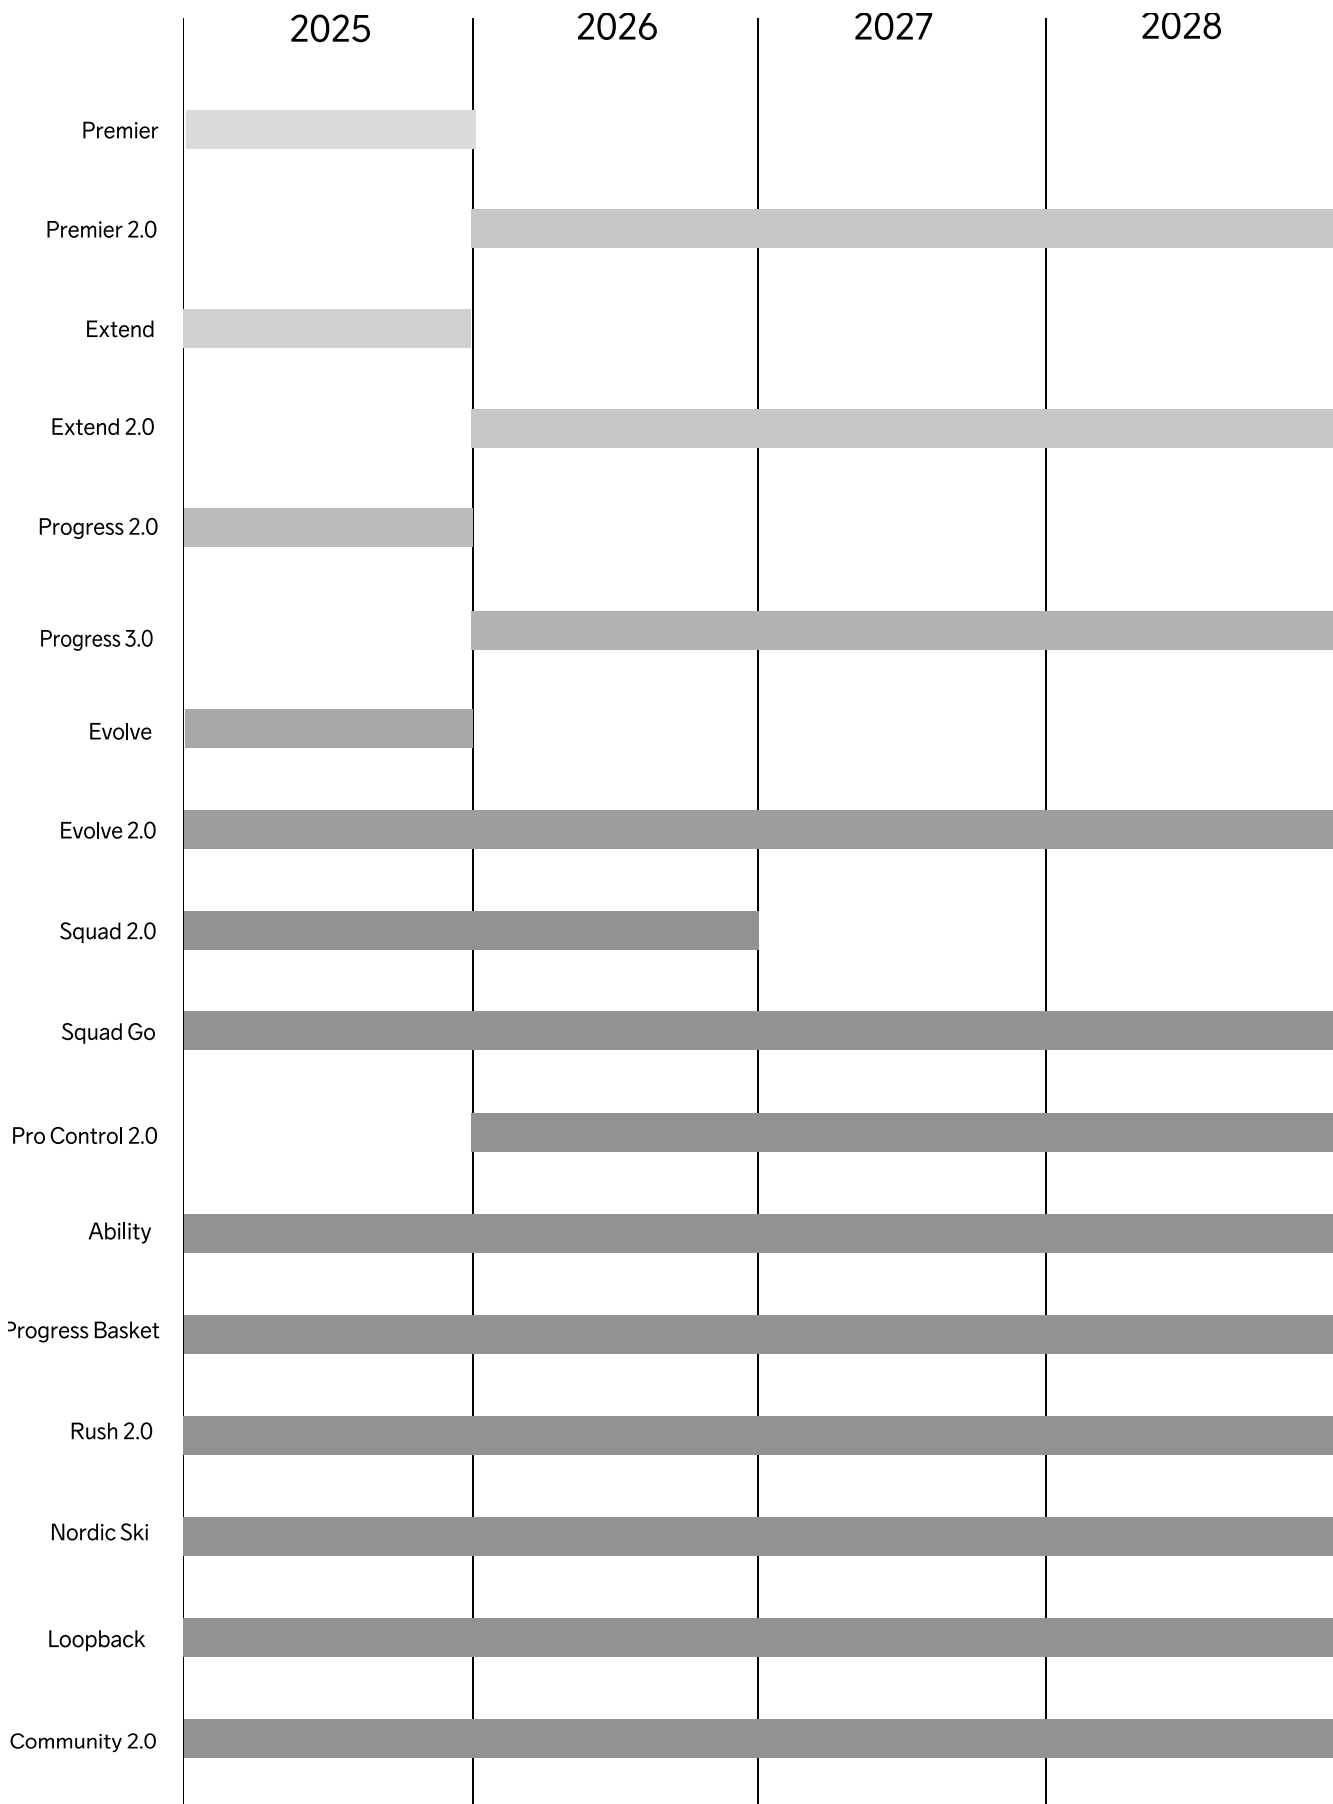 2025 2026 2027 2028
Premier
Premier 2.0
Extend
Extend 2.0
Progress 2.0
Progress 3.0
Evolve
Evolve 2.0
Squad 2.0
Squad Go
Pro Control 2.0
Ability
Progress Basket
Rush 2.0
Nordic Ski
Loopback
Community 2.0